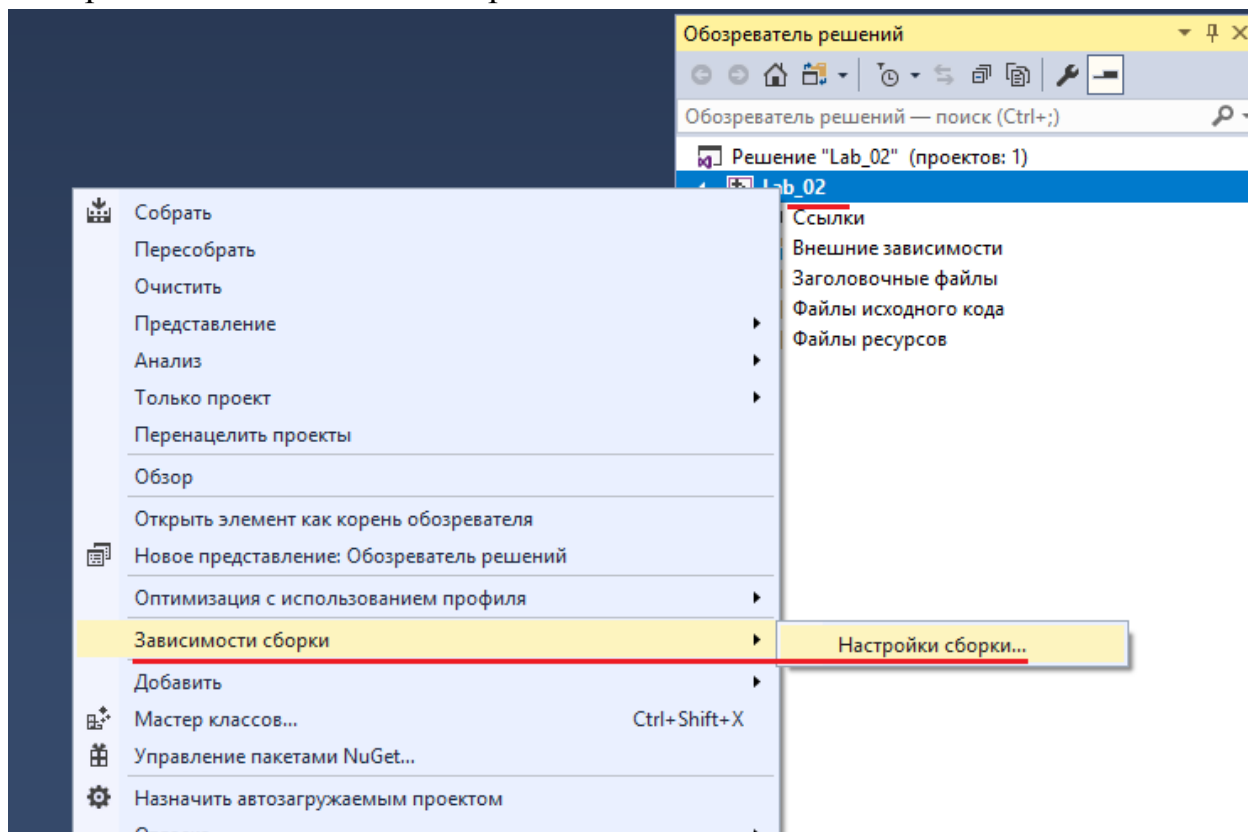 Обозреватель решений
Обозреватель решений — поиск (Ctrl+;)
Решение "Lab_02" (проектов: 1)
Lab_02
Ссылки
Внешние зависимости
Заголовочные файлы
Файлы исходного кода
Файлы ресурсов
Собрать
Пересобрать
Очистить
Представление
Анализ
Только проект
Перенацелить проекты
Обзор
Открыть элемент как корень обозревателя
Новое представление: Обозреватель решений
Оптимизация с использованием профиля
Зависимости сборки
Настройки сборки...
Добавить
Мастер классов... Ctrl+Shift+X
Управление пакетами NuGet...
Назначить автозагружаемым проектом